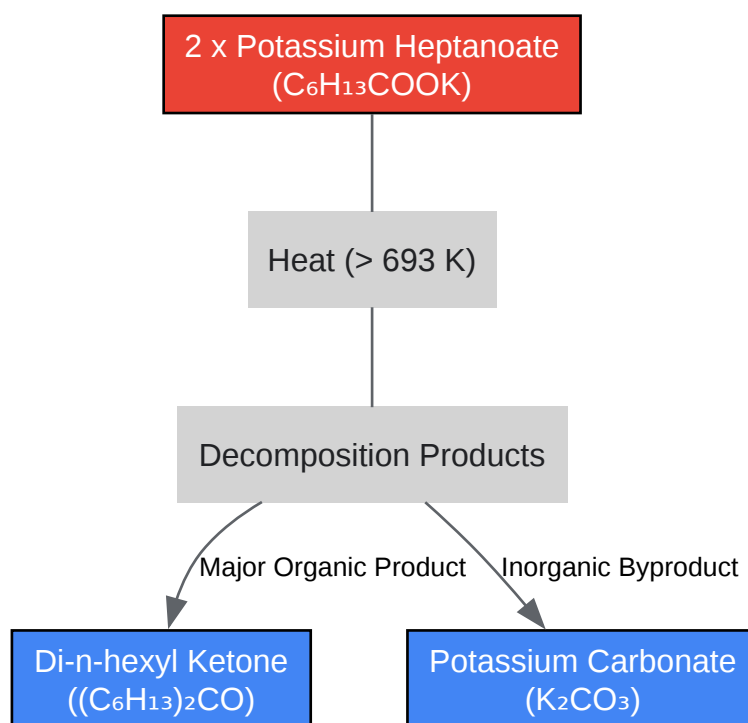 2 x Potassium Heptanoate
(C₆H₁₃COOK)
Heat (> 693 K)
Decomposition Products
Major Organic Product
Inorganic Byproduct
Di-n-hexyl Ketone
((C₆H₁₃)₂CO)
Potassium Carbonate
(K₂CO₃)